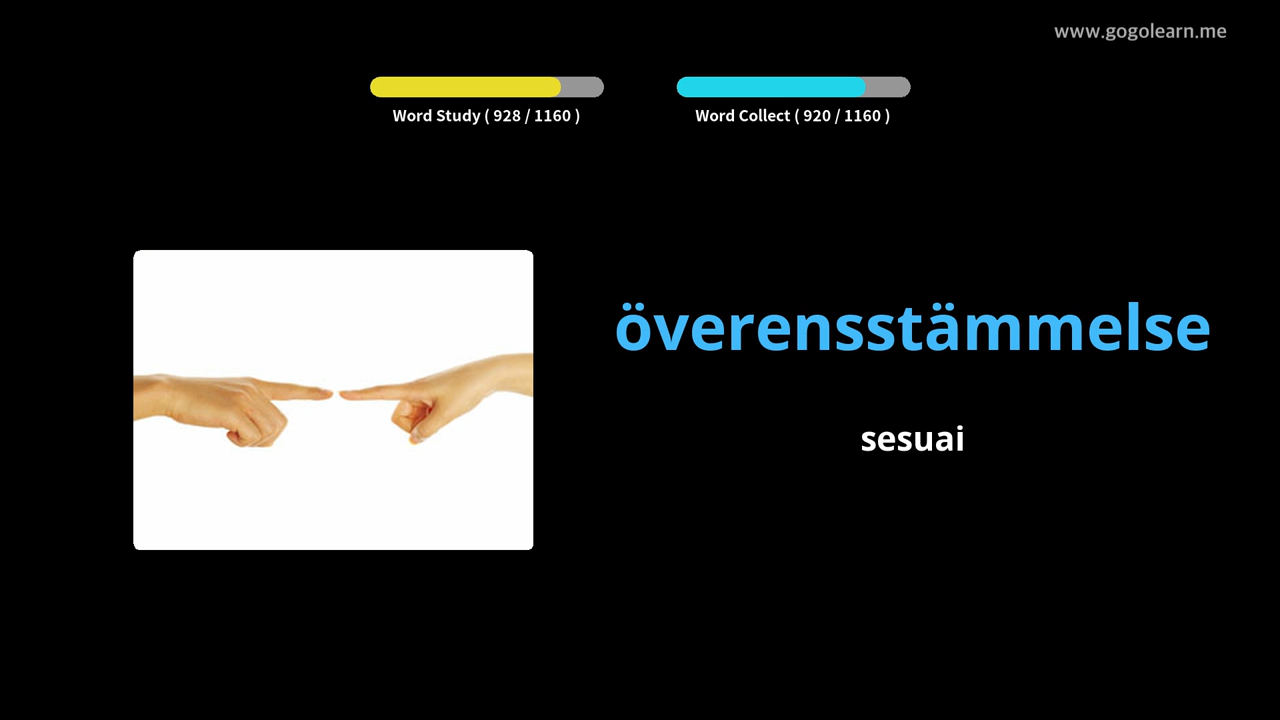 www.gogolearn.me
Word Study ( 928 / 1160 )
Word Collect ( 920 / 1160 )
överensstämmelse
sesuai